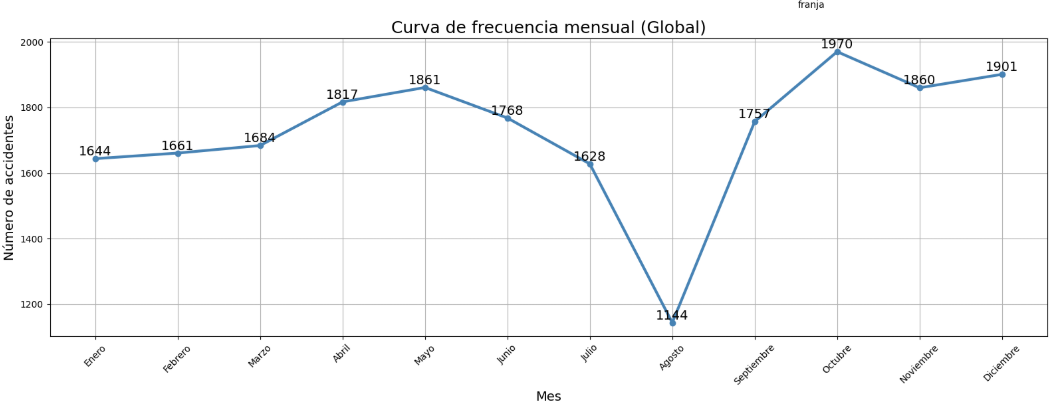 franja
Curva de frecuencia mensual (Global)
2000
1800
1600
1400
1200
Número de accidentes
1644
1661
1684
1817
1861
1768
1628
1144
1757
1970
1860
1901
Enero
Febrero
Marzo
Abril
Mayo
Junio
Julio
Agosto
Septiembre
Octubre
Noviembre
Diciembre
Mes